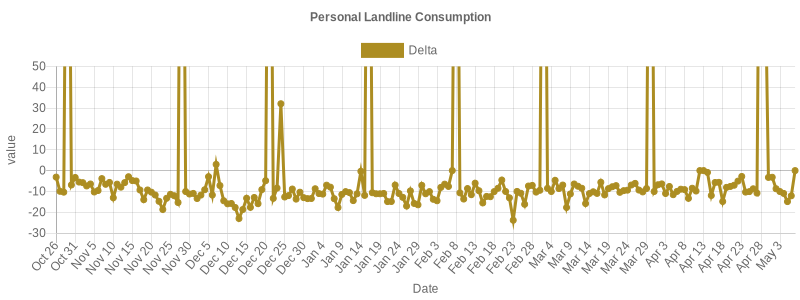 Personal Landline Consumption
Delta
value
50
40
30
20
10
0
-10
-20
-30
Oct 26
Oct 31
Nov 5
Nov 10
Nov 15
Nov 20
Nov 25
Nov 30
Dec 5
Dec 10
Dec 15
Dec 20
Dec 25
Dec 30
Jan 4
Jan 9
Jan 14
Jan 19
Jan 24
Jan 29
Feb 3
Feb 8
Feb 13
Feb 18
Feb 23
Feb 28
Mar 4
Mar 9
Mar 14
Mar 19
Mar 24
Mar 29
Apr 3
Apr 8
Apr 13
Apr 18
Apr 23
Apr 28
May 3
Date